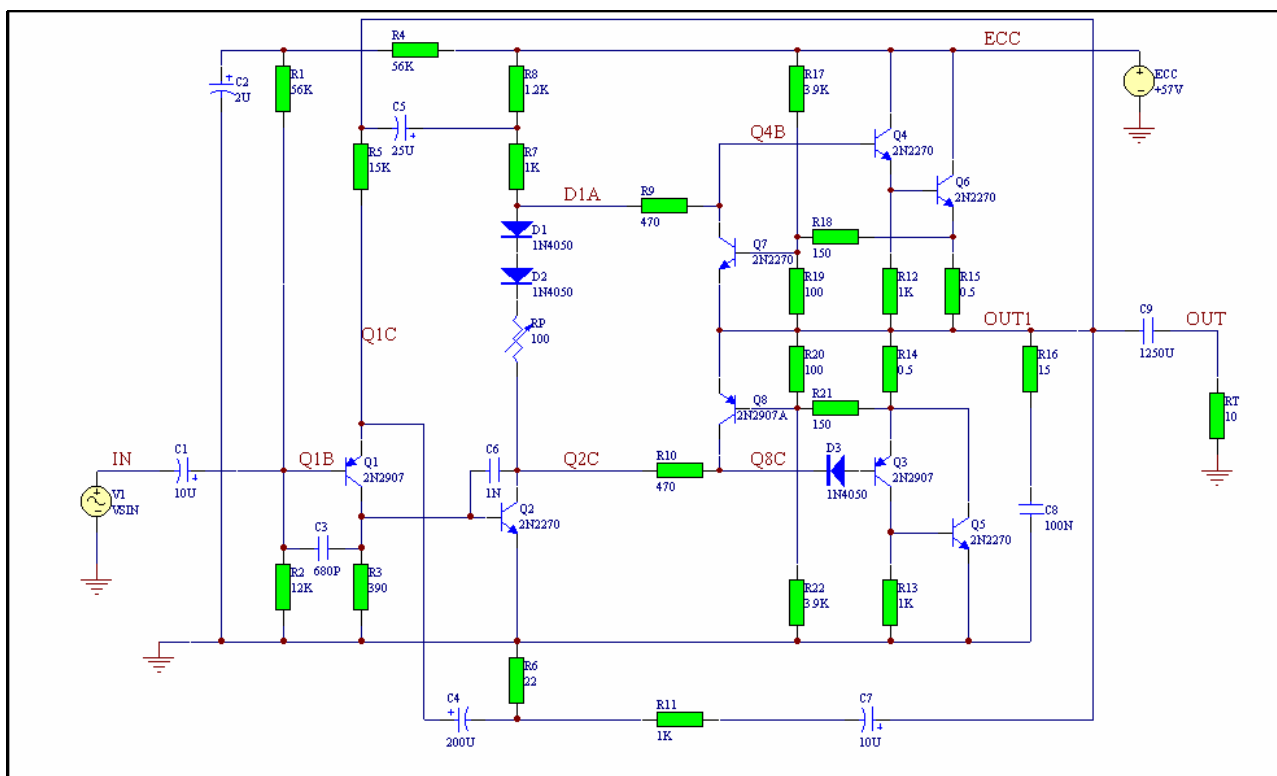 R4
56K
ECC
C2
2U
R1
56K
R8
1.2K
R17
3.9K
ECC
+57V
C5
25U
Q4B
Q4
2N2270
R5
15K
R7
1K
Q6
2N2270
D1A
R9
470
D1
1N4050
R18
150
Q7
2N2270
D2
1N4050
R19
100
R12
1K
R15
0.5
RP
100
Q1C
OUT1
C9
1250U
OUT
R20
100
R14
0.5
R16
15
Q8
2N2907A
R21
150
RT
10
IN
C1
10U
Q1B
Q1
2N2907
C6
1N
Q2C
R10
470
Q8C
D3
1N4050
Q3
2N2907
V1
VSIN
Q2
2N2270
Q5
2N2270
C8
100N
C3
680P
R2
12K
R3
390
R22
3.9K
R13
1K
R6
22
C4
200U
R11
1K
C7
10U